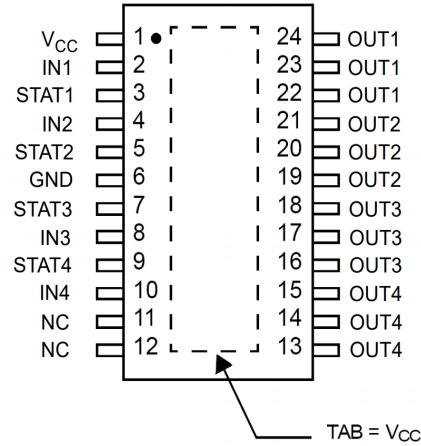 VCC 1 24 OUT1
IN1 2 23 OUT1
STAT1 3 22 OUT1
IN2 4 21 OUT2
STAT2 5 20 OUT2
GND 6 19 OUT2
STAT3 7 18 OUT3
IN3 8 17 OUT3
STAT4 9 16 OUT3
IN4 10 15 OUT4
NC 11 14 OUT4
NC 12 13 OUT4
TAB = VCC